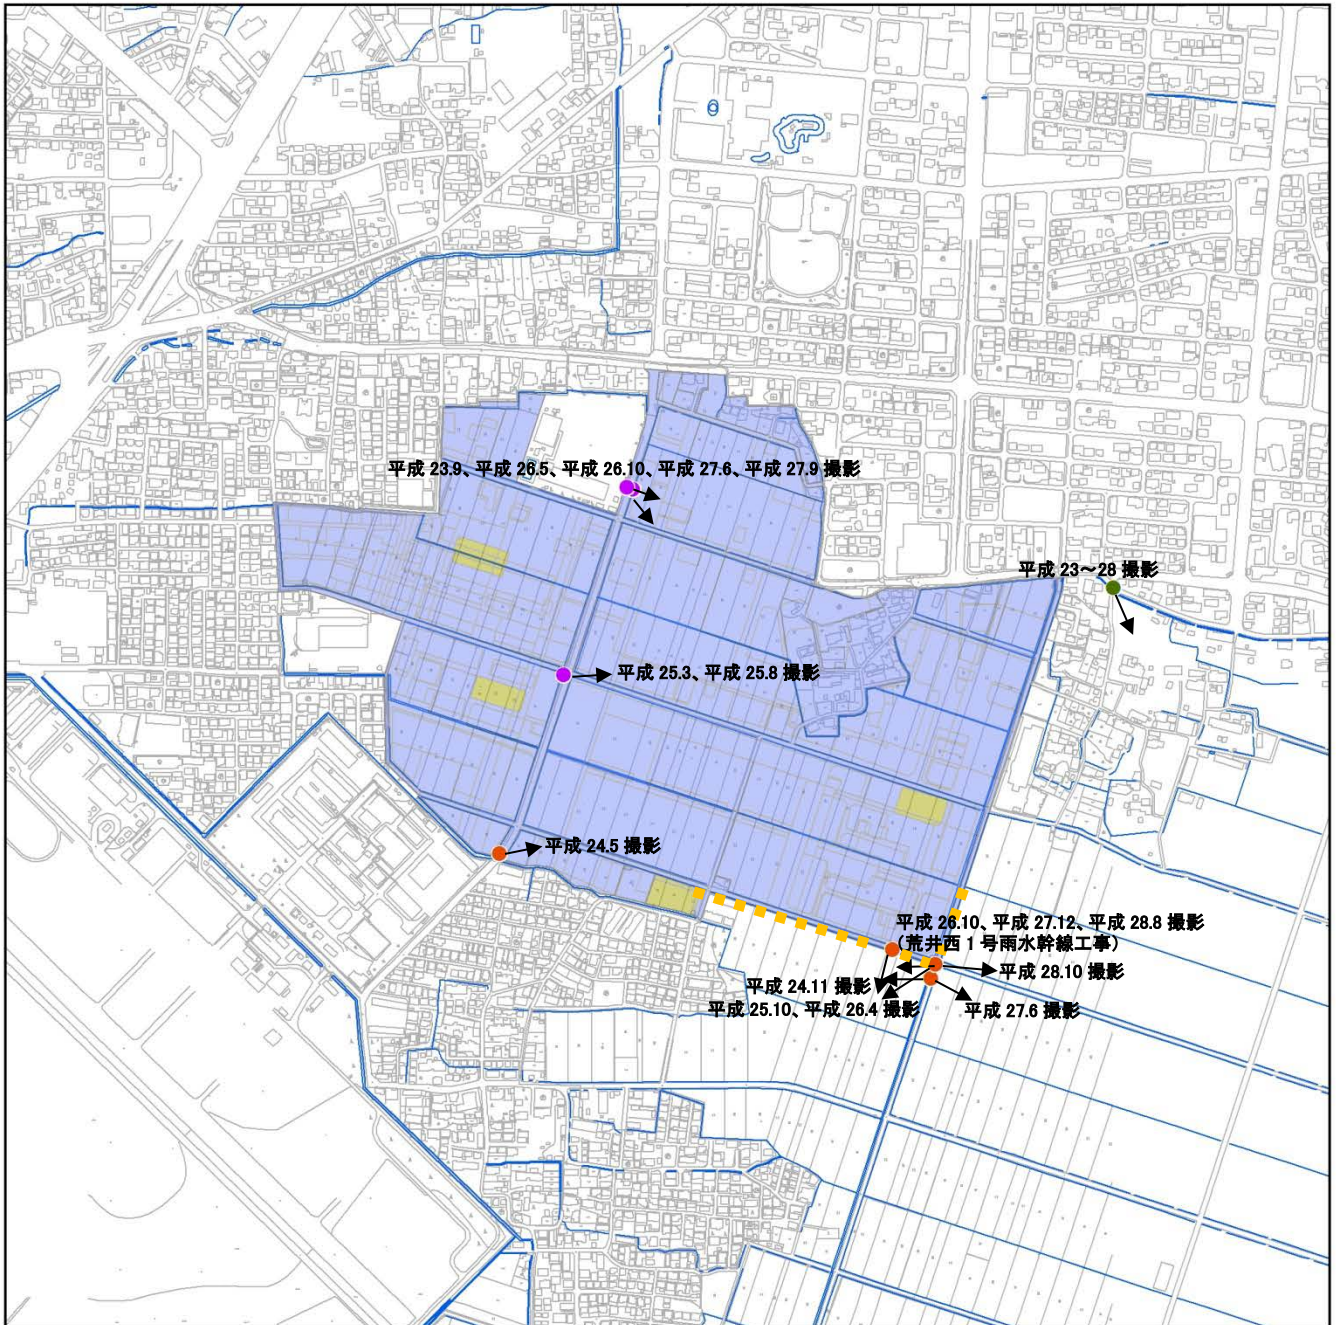 平成 23.9、平成 26.5、平成 26.10、平成 27.6、平成 27.9 撮影
平成 23～28 撮影
平成 25.3、平成 25.8 撮影
平成 24.5 撮影
平成 26.10、平成 27.12、平成 28.8 撮影
(荒井西 1 号雨水幹線工事)
平成 28.10 撮影
平成 24.11 撮影
平成 25.10、平成 26.4 撮影
平成 27.6 撮影